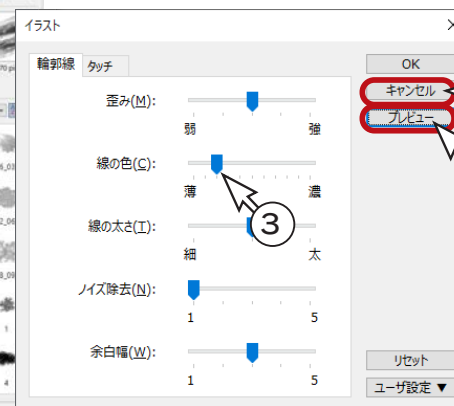 イラスト
輪郭線 タッチ
OK
キャンセル
プレビュー
歪み(M):
弱 強
線の色(C):
薄 濃
3
線の太さ(T):
細 太
ノイズ除去(N):
1 5
余白幅(W):
1 5
リセット
ユーザ設定 ▼